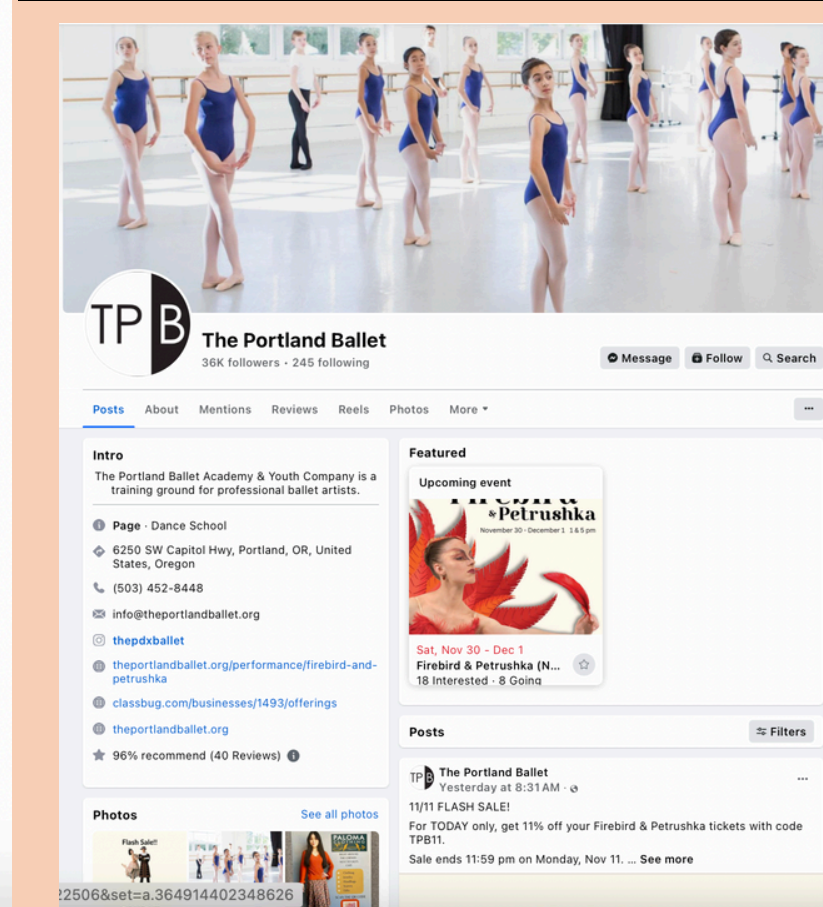 TPB
The Portland Ballet
36K followers • 245 following
Message
Follow
Search
Posts
About
Mentions
Reviews
Reels
Photos
More
...
Intro
The Portland Ballet Academy & Youth Company is a
training ground for professional ballet artists.
Page · Dance School
6250 SW Capitol Hwy, Portland, OR, United
States, Oregon
(503) 452-8448
info@theportlandballet.org
thepdxballet
theportlandballet.org/performance/firebird-and-
petrushka
classbug.com/businesses/1493/offerings
theportlandballet.org
96% recommend (40 Reviews)
Photos
See all photos
Flash Sale!!
PALOMA
22506&set=a.364914402348626
Featured
Upcoming event
Firebird
& Petrushka
November 30 - December 1 1 & 5 pm
Sat, Nov 30 - Dec 1
Firebird & Petrushka (N...
18 Interested · 8 Going
Posts
Filters
TPB
The Portland Ballet
Yesterday at 8:31 AM ·
...
11/11 FLASH SALE!
For TODAY only, get 11% off your Firebird & Petrushka tickets with code
TPB11.
Sale ends 11:59 pm on Monday, Nov 11. ... See more